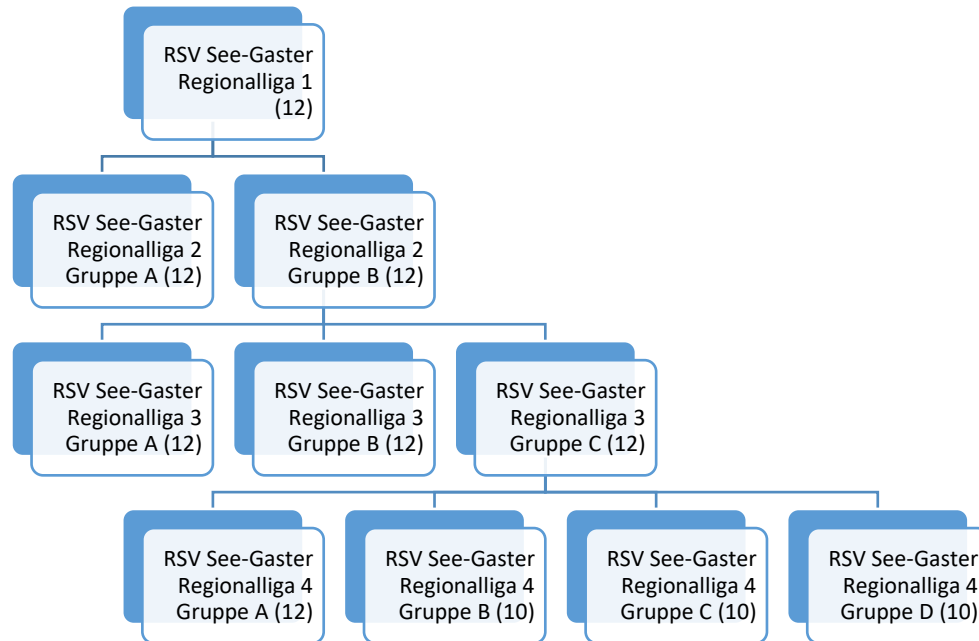 RSV See-Gaster
Regionalliga 1
(12)
RSV See-Gaster
Regionalliga 2
Gruppe A (12)
RSV See-Gaster
Regionalliga 2
Gruppe B (12)
RSV See-Gaster
Regionalliga 3
Gruppe A (12)
RSV See-Gaster
Regionalliga 3
Gruppe B (12)
RSV See-Gaster
Regionalliga 3
Gruppe C (12)
RSV See-Gaster
Regionalliga 4
Gruppe A (12)
RSV See-Gaster
Regionalliga 4
Gruppe B (10)
RSV See-Gaster
Regionalliga 4
Gruppe C (10)
RSV See-Gaster
Regionalliga 4
Gruppe D (10)